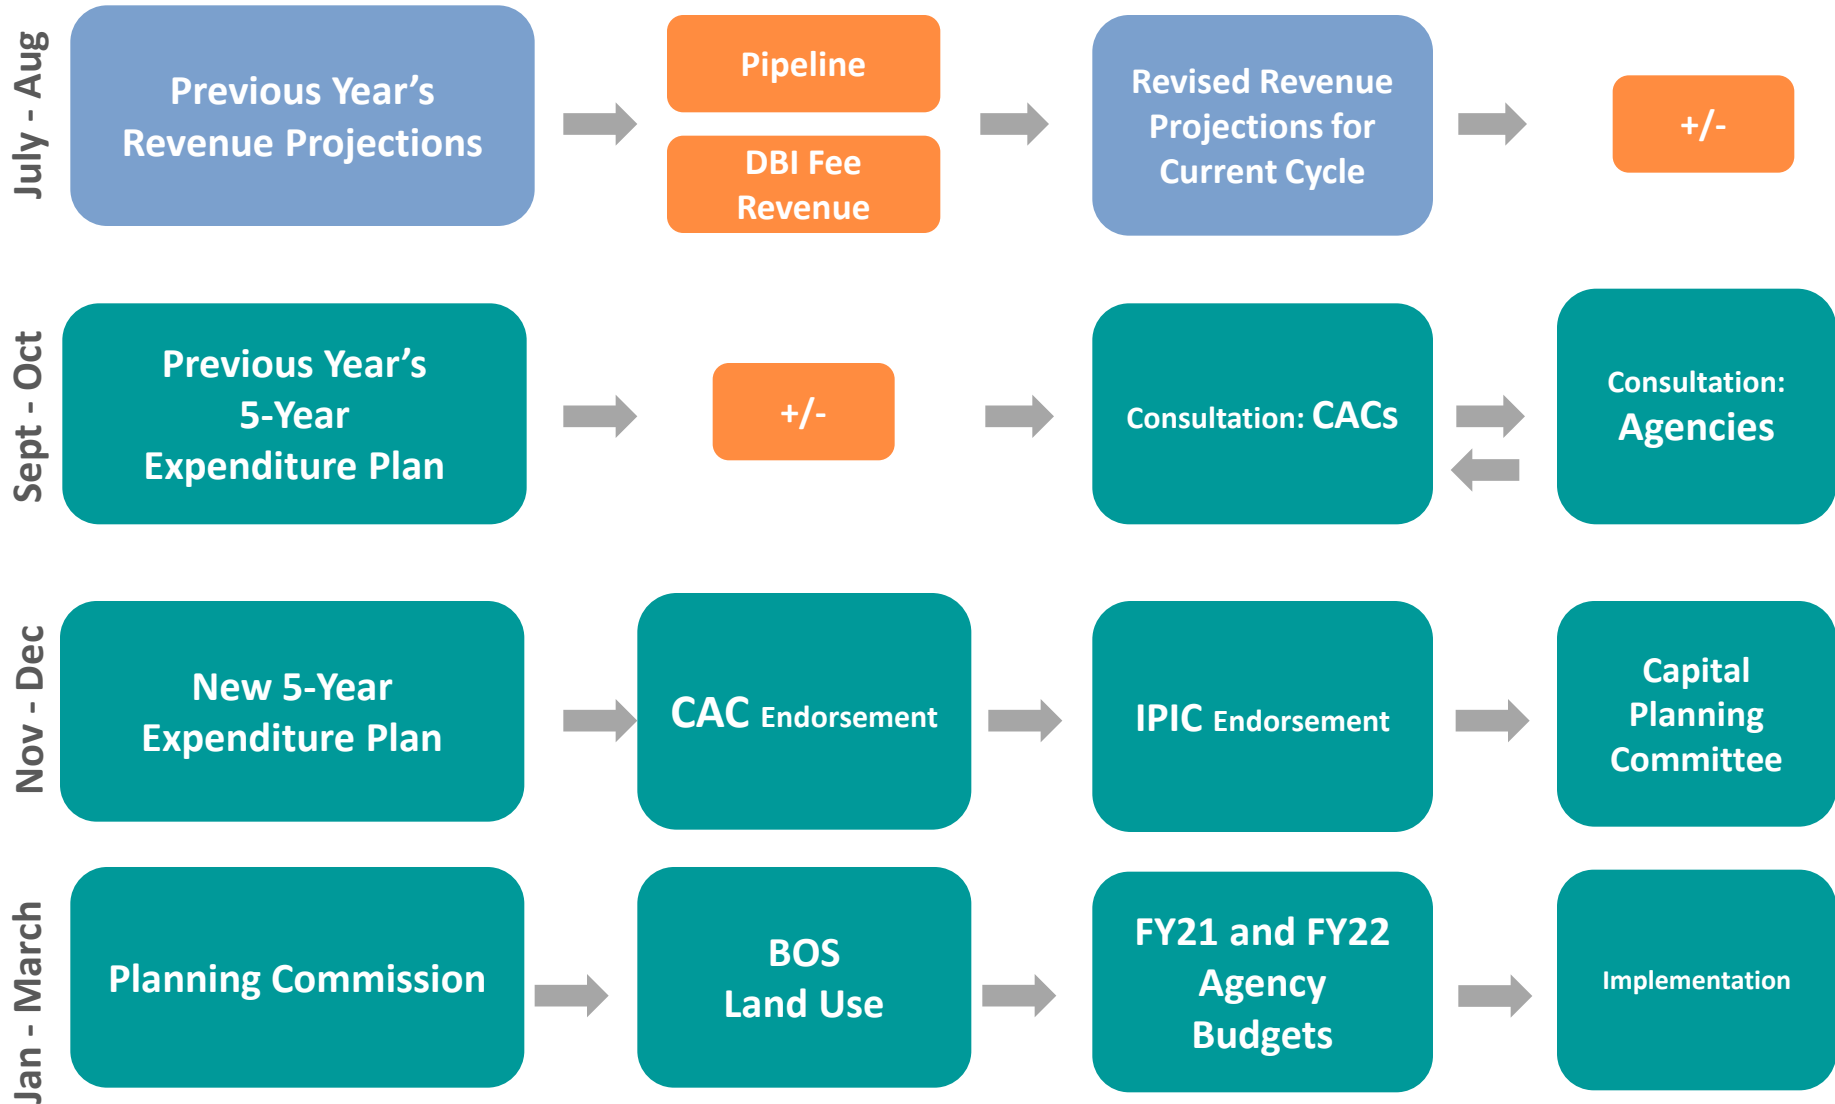 July - Aug
Previous Year’s
Revenue Projections
Pipeline
DBI Fee
Revenue
Revised Revenue
Projections for
Current Cycle
+/-
Sept - Oct
Previous Year’s
5-Year
Expenditure Plan
+/-
Consultation: CACs
Consultation:
Agencies
Nov - Dec
New 5-Year
Expenditure Plan
CAC Endorsement
IPIC Endorsement
Capital
Planning
Committee
Jan - March
Planning Commission
BOS
Land Use
FY21 and FY22
Agency
Budgets
Implementation